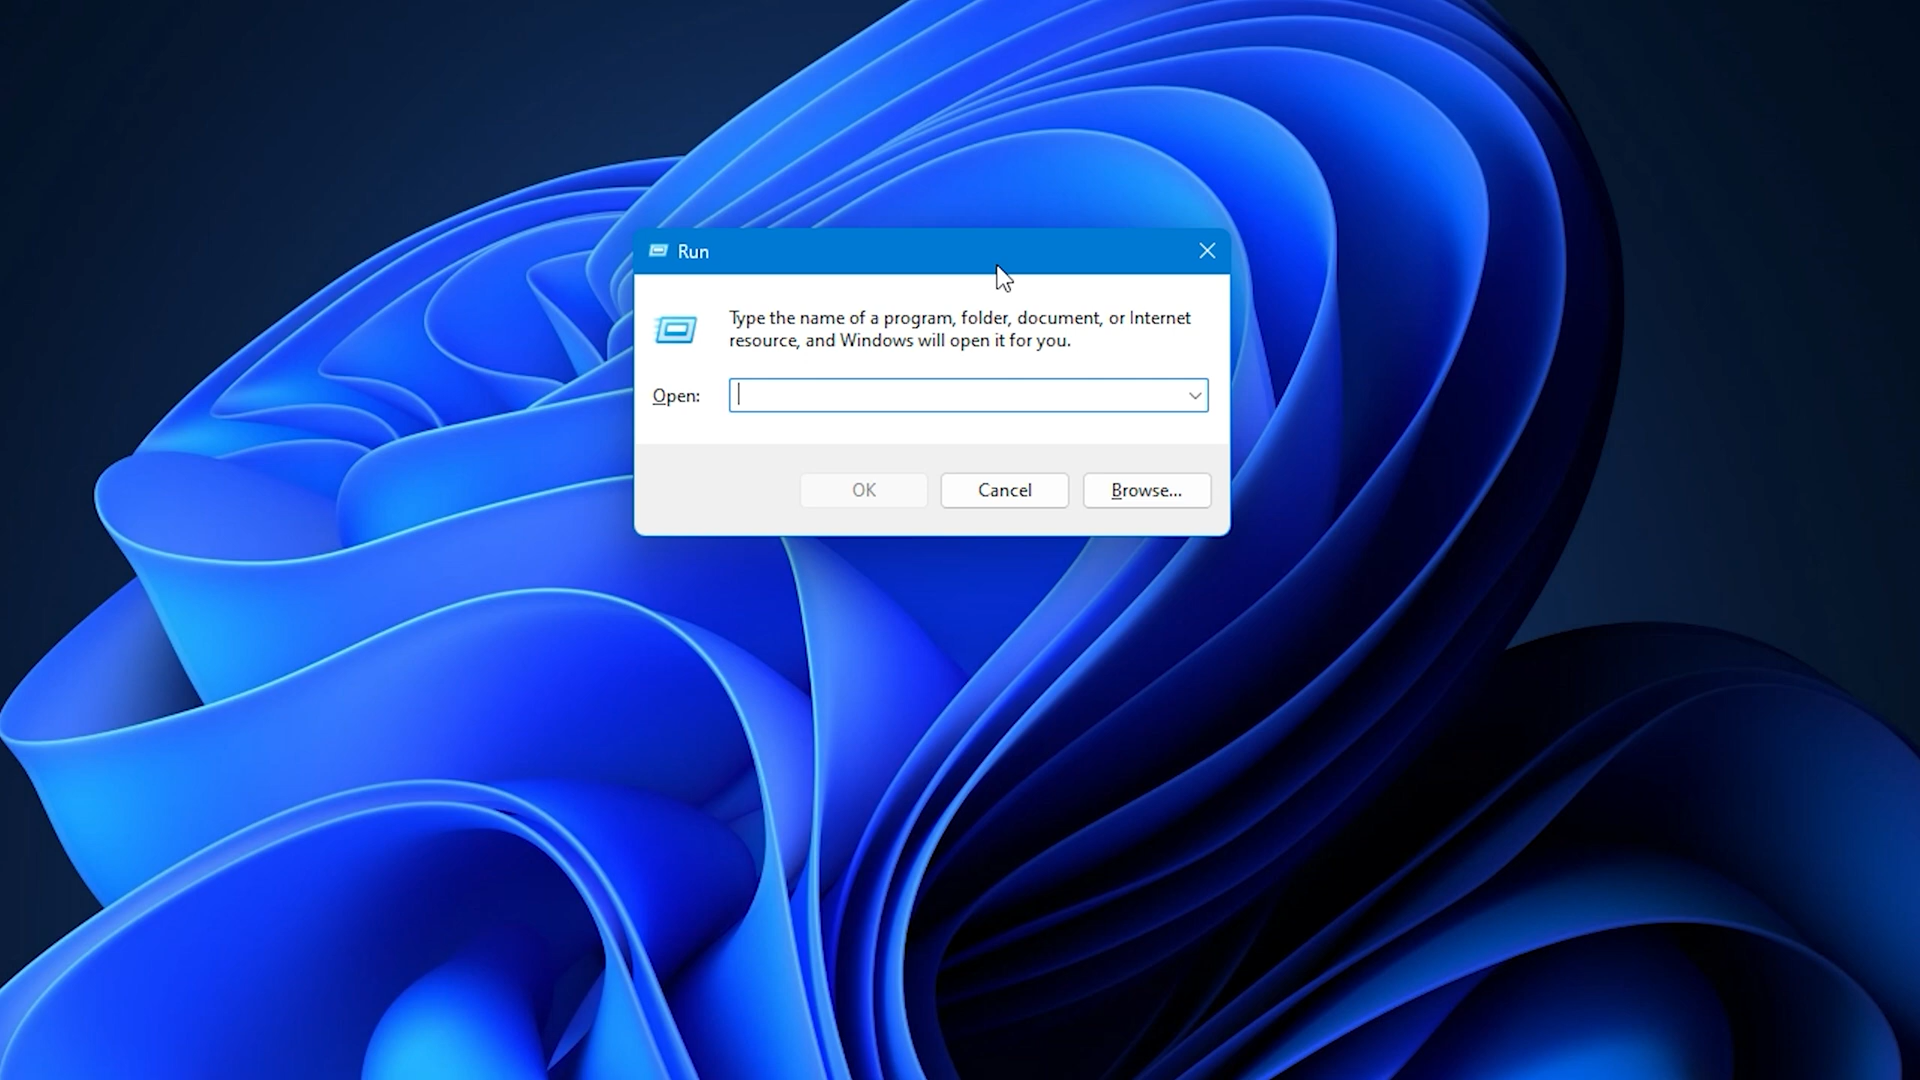 Run
Type the name of a program, folder, document, or Internet
resource, and Windows will open it for you.
Open:
OK
Cancel
Browse...